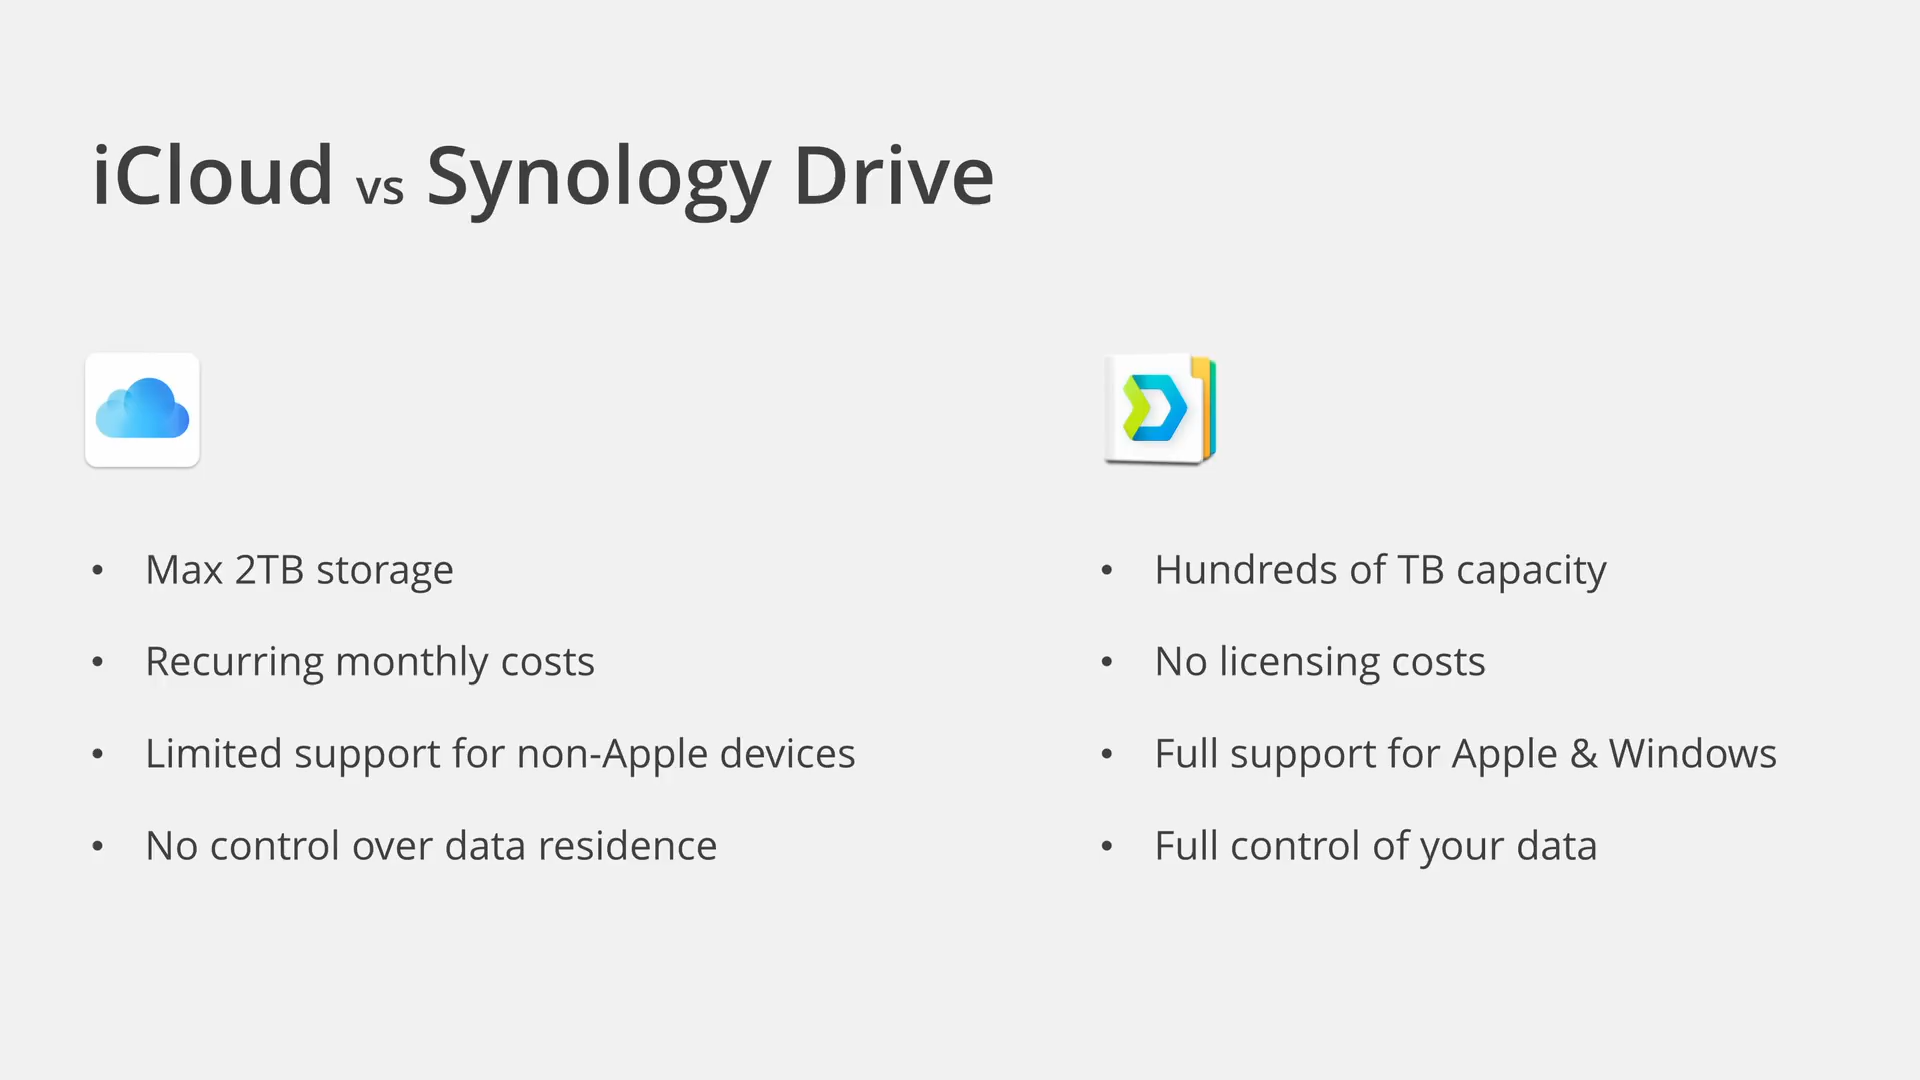 iCloud vs Synology Drive
• Max 2TB storage
• Recurring monthly costs
• Limited support for non-Apple devices
• No control over data residence
• Hundreds of TB capacity
• No licensing costs
• Full support for Apple & Windows
• Full control of your data